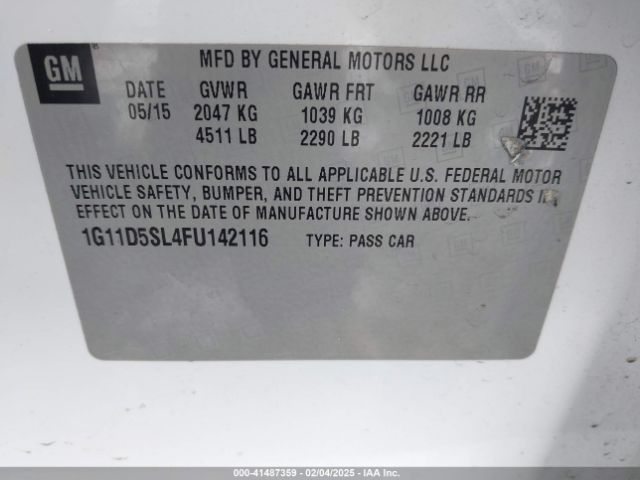 GM
MFD BY GENERAL MOTORS LLC
DATE GVWR GAWR FRT GAWR RR
05/15 2047 KG 1039 KG 1008 KG
4511 LB 2290 LB 2221 LB
THIS VEHICLE CONFORMS TO ALL APPLICABLE U.S. FEDERAL MOTOR
VEHICLE SAFETY, BUMPER, AND THEFT PREVENTION STANDARDS IN
EFFECT ON THE DATE OF MANUFACTURE SHOWN ABOVE.
1G11D5SL4FU142116 TYPE: PASS CAR
000-41487359 - 02/04/2025 - IAA Inc.